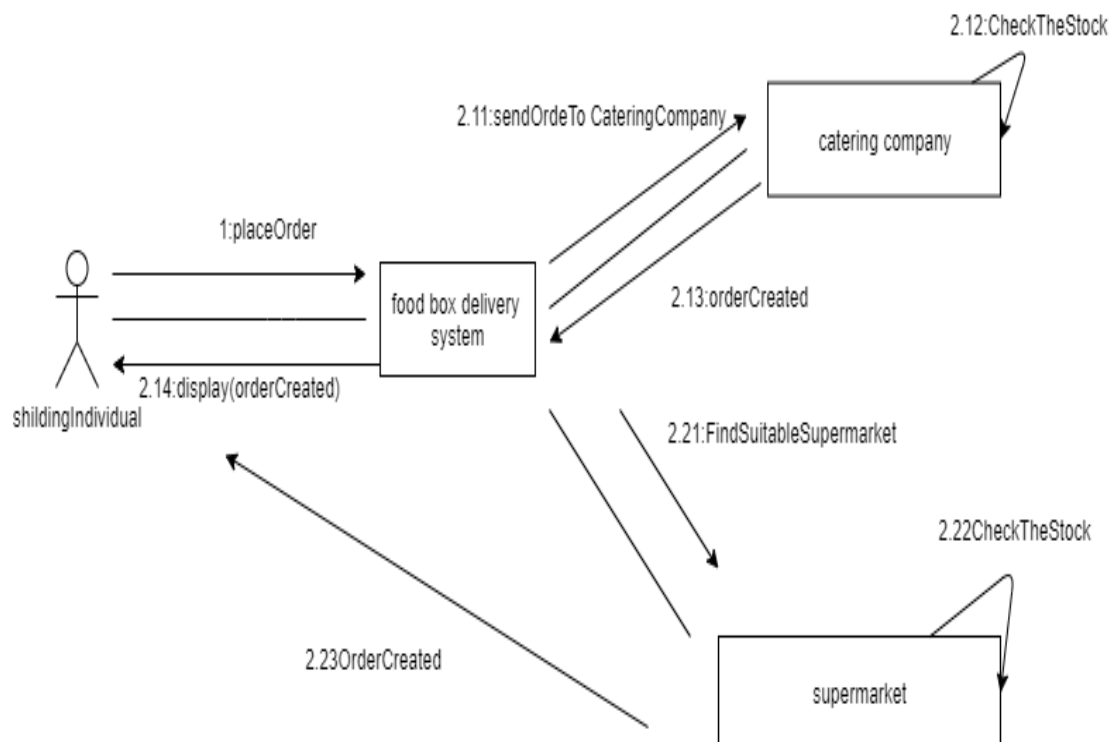 2.12:CheckTheStock
2.11:sendOrdeTo CateringCompany
catering company
1:placeOrder
food box delivery
system
2.13:orderCreated
2.14:display(orderCreated)
shildingIndividual
2.21:FindSuitableSupermarket
2.22CheckTheStock
2.23OrderCreated
supermarket